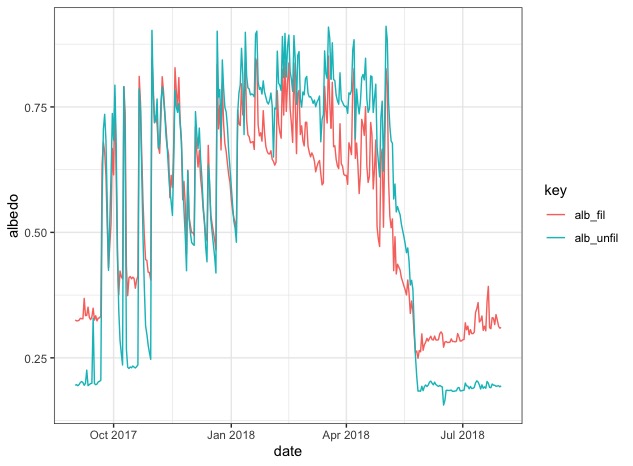 albedo
0.75
0.50
0.25
Oct 2017
Jan 2018
Apr 2018
Jul 2018
date
key
alb_fil
alb_unfil